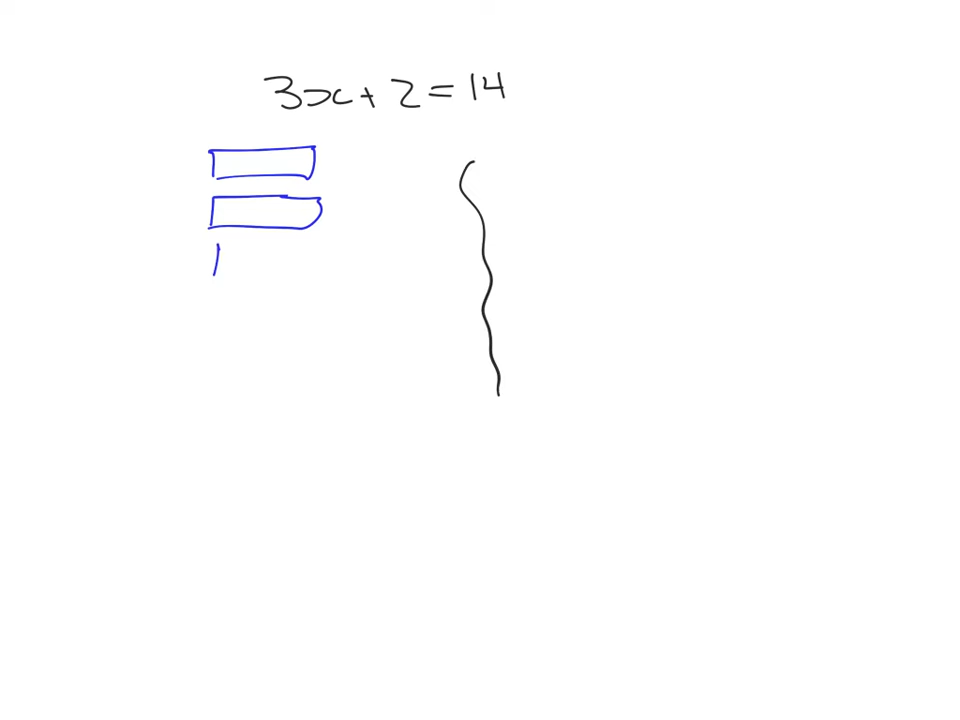 3x + 2 = 14